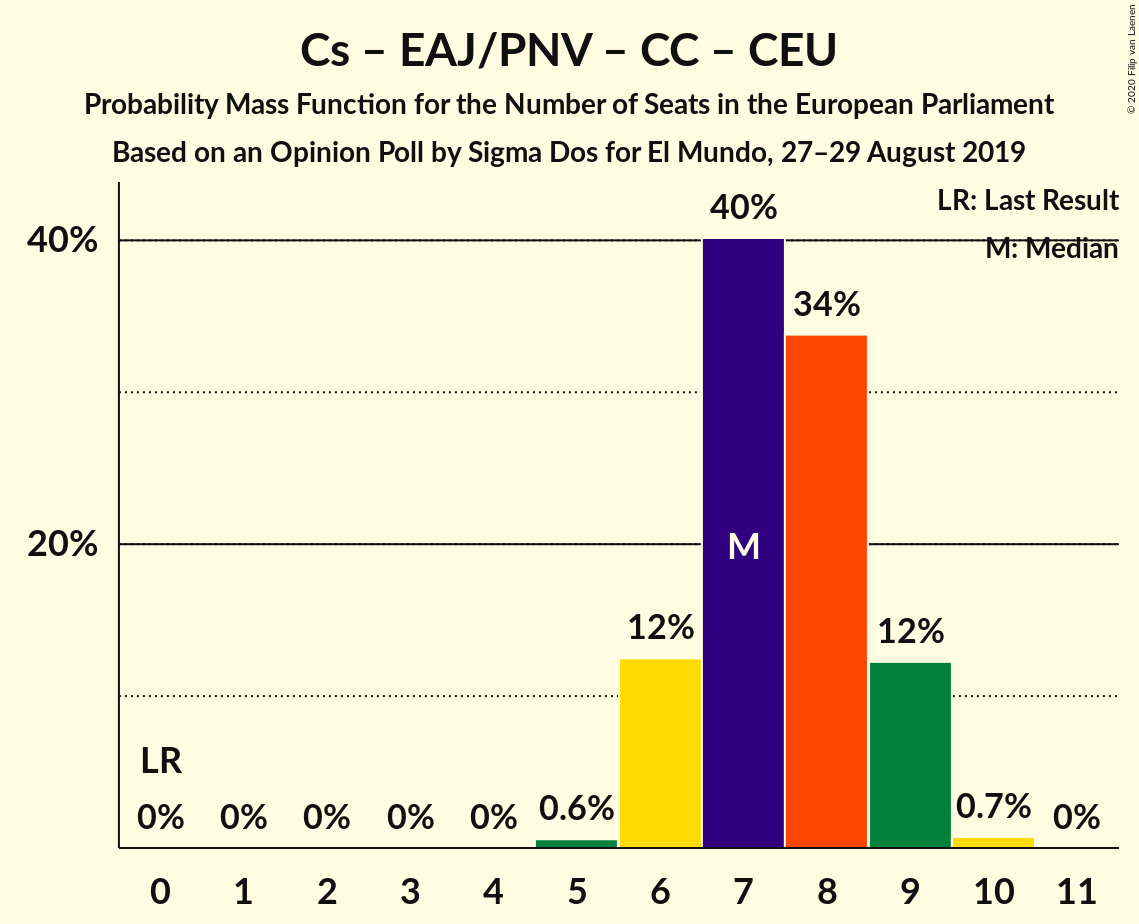 Cs – EAJ/PNV – CC – CEU
Probability Mass Function for the Number of Seats in the European Parliament
Based on an Opinion Poll by Sigma Dos for El Mundo, 27–29 August 2019
© 2020 Filip van Laenen
LR: Last Result
M: Median
40%
20%
LR
0%
0%
0%
0%
0%
0.6%
12%
40%
M
34%
12%
0.7%
0%
0 1 2 3 4 5 6 7 8 9 10 11